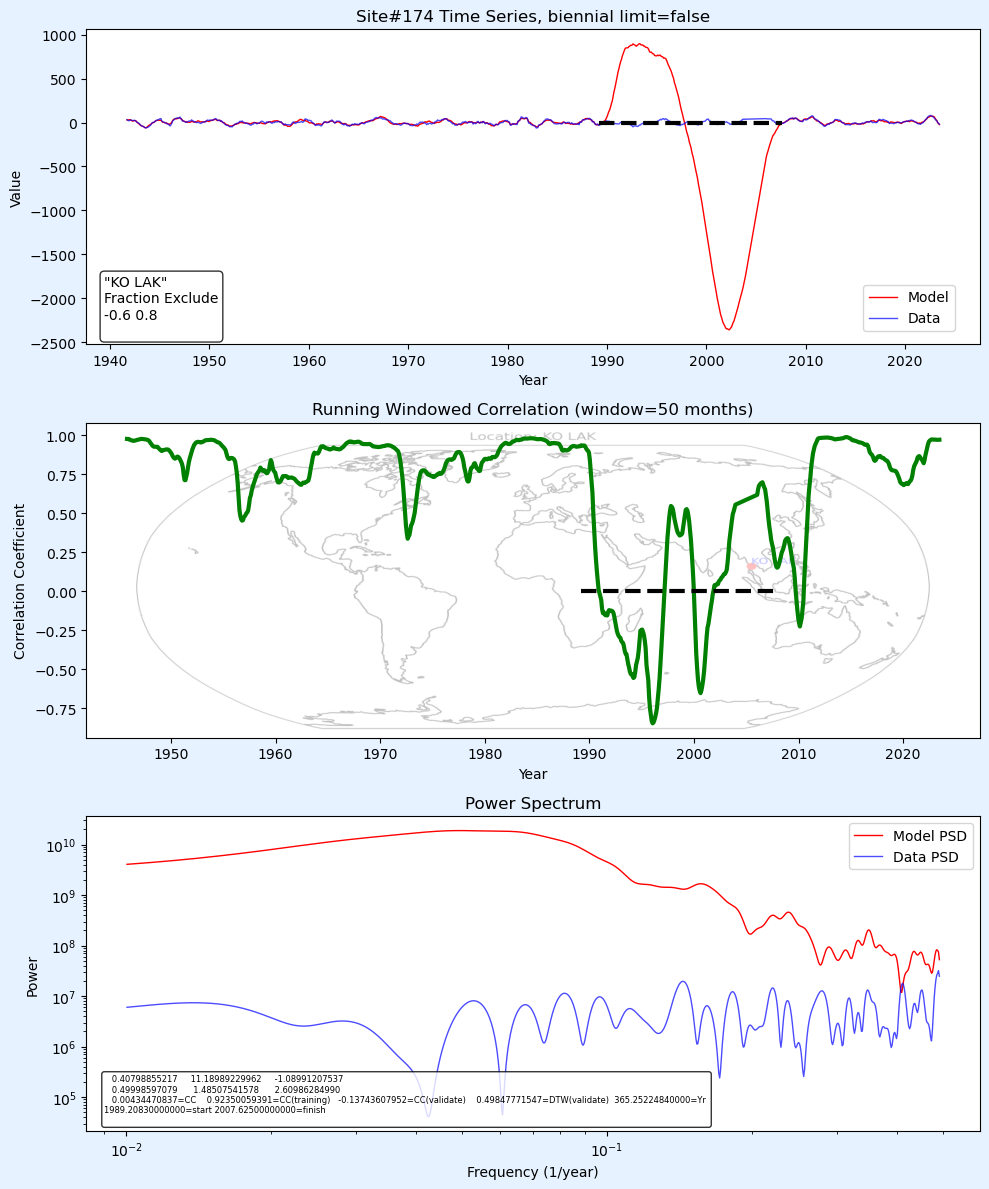 Site#174 Time Series, biennial limit=false
1000
500
0
−500
−1000
−1500
−2000
−2500
Value
"KO LAK"
Fraction Exclude
-0.6 0.8
Model
Data
1940 1950 1960 1970 1980 1990 2000 2010 2020
Year
Running Windowed Correlation (window=50 months)
Location: KO LAK
1.00
0.75
0.50
0.25
0.00
−0.25
−0.50
−0.75
Correlation Coefficient
1950 1960 1970 1980 1990 2000 2010 2020
Year
Power Spectrum
Model PSD
Data PSD
10^10
10^9
10^8
10^7
10^6
10^5
Power
0.40798855217 11.18989229962 -1.08991207537
0.49998597079 1.48507541578 2.60986284990
0.00434470837=CC 0.92350059391=CC(training) -0.13743607952=CC(validate) 0.49847771547=DTW(validate) 365.25224840000=Yr
1989.20830000000=start 2007.62500000000=finish
10^−2 10^−1
Frequency (1/year)